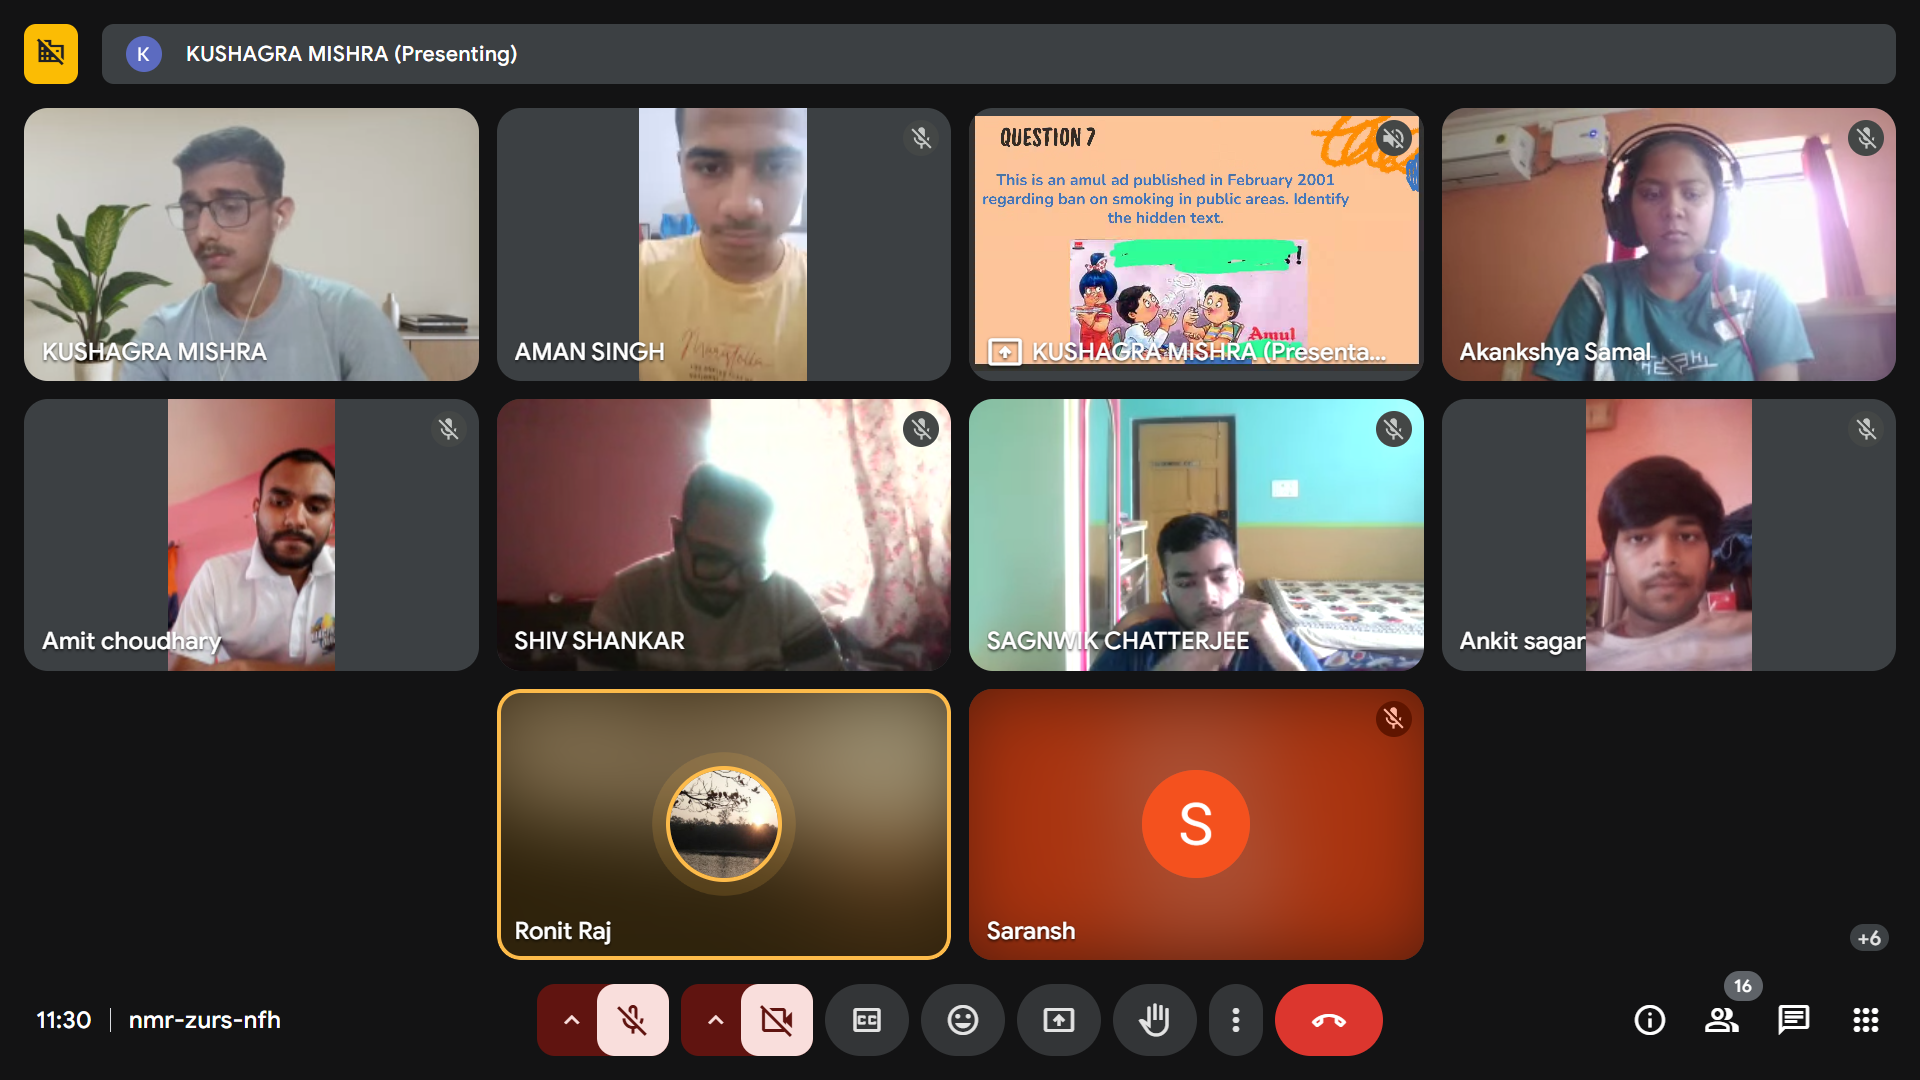 K KUSHAGRA MISHRA (Presenting)
KUSHAGRA MISHRA
AMAN SINGH
QUESTION 7
This is an amul ad published in February 2001
regarding ban on smoking in public areas. Identify
the hidden text.
!
Amul
KUSHAGRA MISHRA (Presenta...
Akankshya Samal
Amit choudhary
SHIV SHANKAR
SAGNWIK CHATTERJEE
Ankit sagar
Ronit Raj
S
Saransh
+6
11:30 nmr-zurs-nfh
CC
16